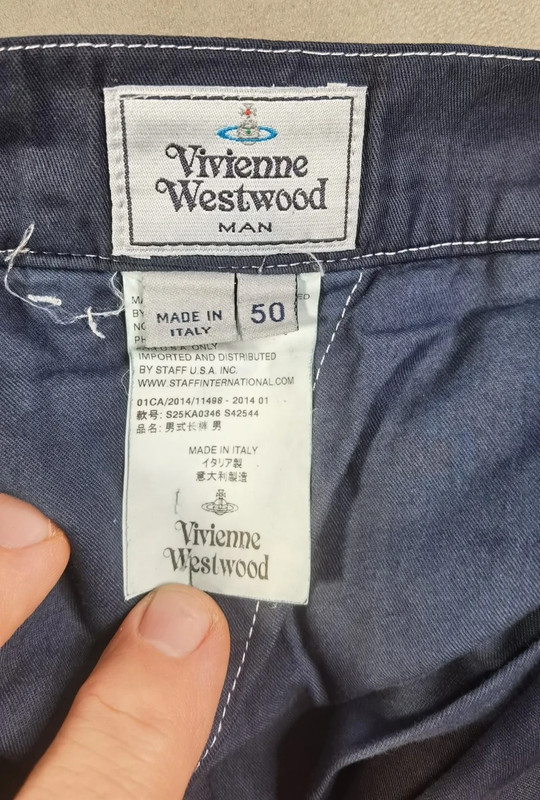 Vivienne
Westwood
MAN
MADE IN
ITALY
50
IMPORTED AND DISTRIBUTED
BY STAFF U.S.A. INC.
WWW.STAFFINTERNATIONAL.COM
01CA/2014/11498 - 2014 01
款号: S25KA0346 S42544
品名: 男式长裤 男
MADE IN ITALY
イタリア製
意大利製造
Vivienne
Westwood